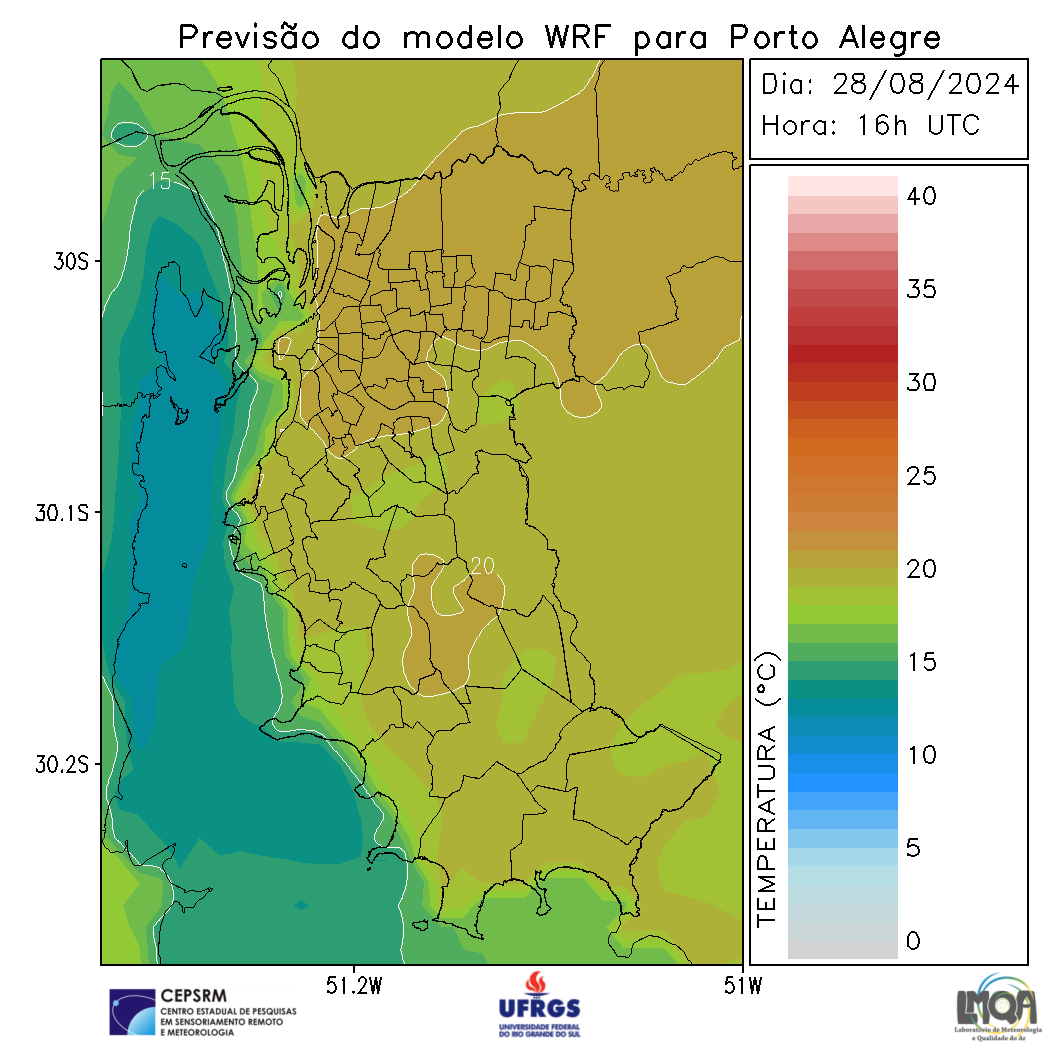 Previsão do modelo WRF para Porto Alegre
Dia: 28/08/2024
Hora: 16h UTC
15
20
30S
30.1S
30.2S
51.2W
51W
40
35
30
25
20
15
10
5
0
TEMPERATURA (°C)
CEPSRM
CENTRO ESTADUAL DE PESQUISAS
EM SENSORIAMENTO REMOTO
E METEOROLOGIA
UFRGS
UNIVERSIDADE FEDERAL
DO RIO GRANDE DO SUL
LMQA
Laboratório de Meteorologia
e Qualidade do Ar